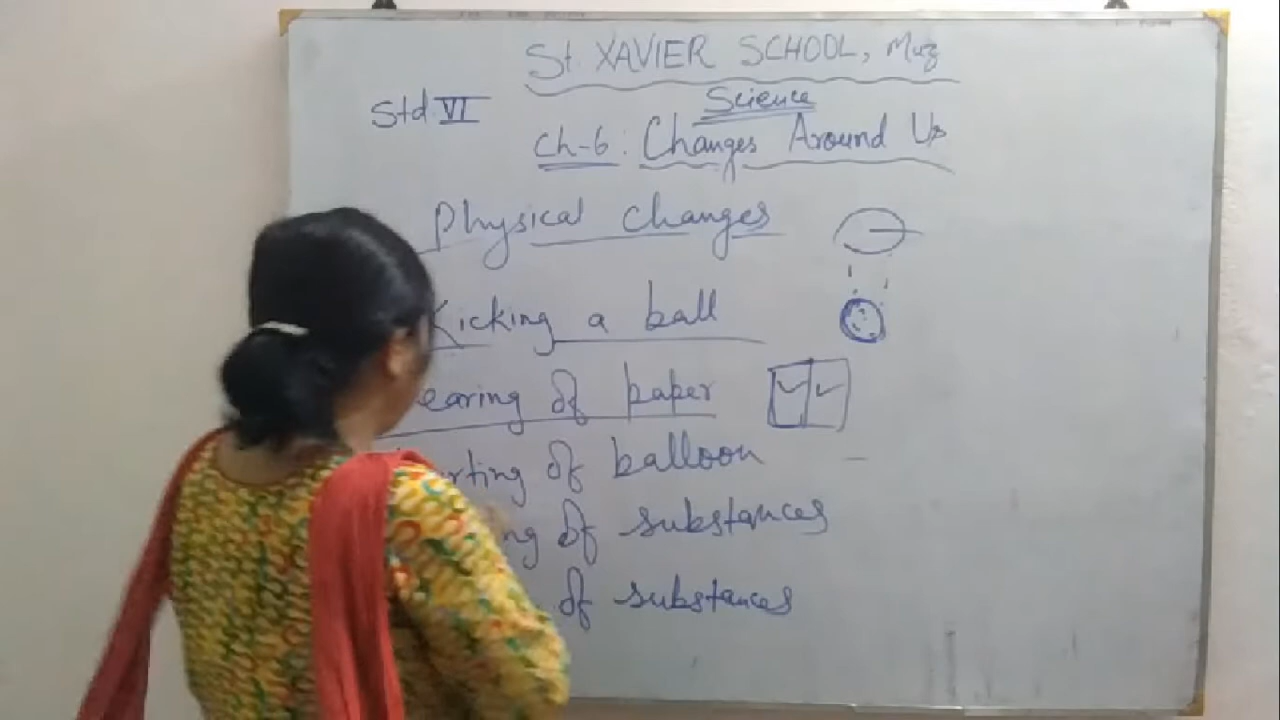 St. XAVIER SCHOOL, Muz
Science
Std VI
Ch-6: Changes Around Us
Physical changes
Kicking a ball
earing of paper
rting of balloon
ng of substances
of substances